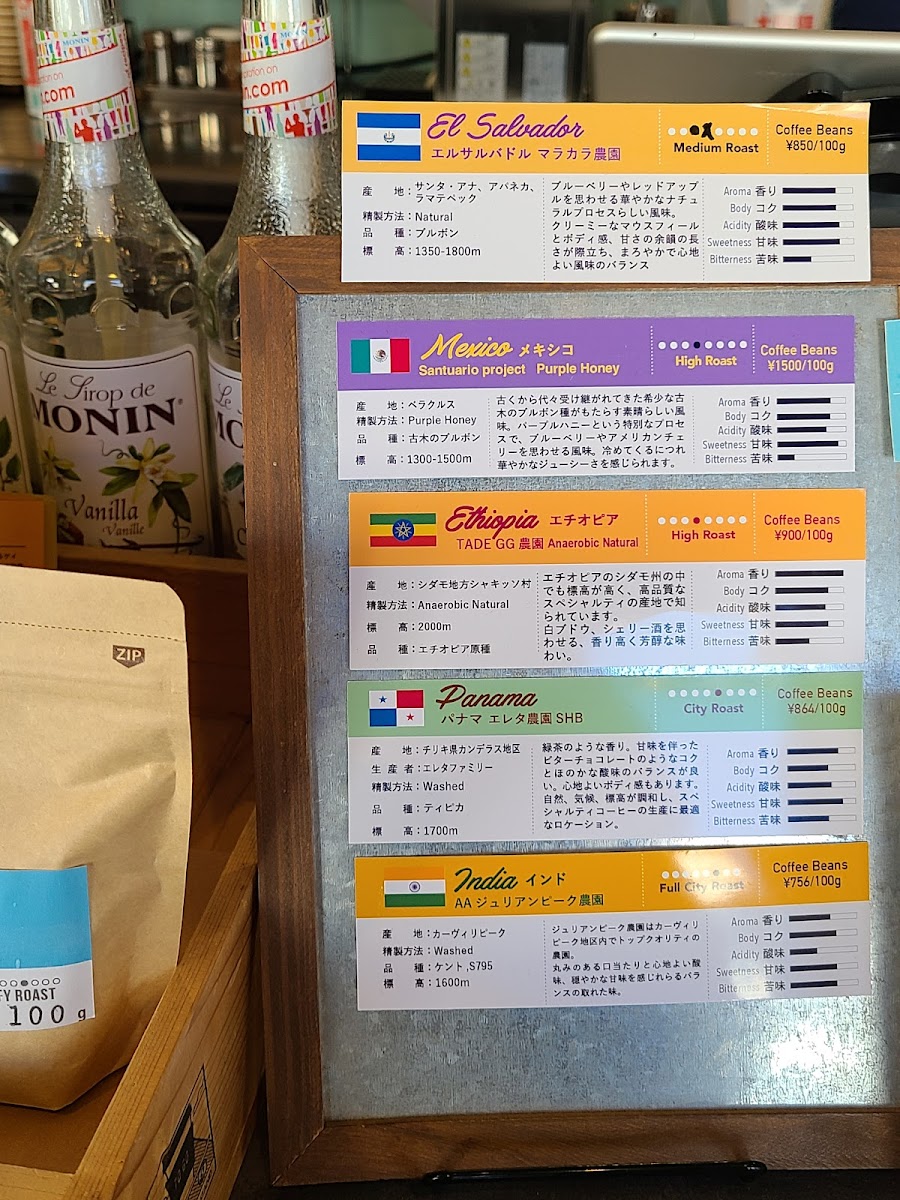 MONIN
ration on
n.com
MONIN
ration on
n.com
Le Sirop de
MONIN
Vanilla
Vanille
ZIP
FY ROAST
100 g
El Salvador
エルサルバドル マラカラ農園
Medium Roast
Coffee Beans
¥850/100g
産 地:サンタ・アナ、アパネカ、
ラマテペック
精製方法:Natural
品 種:ブルボン
標 高:1350-1800m
ブルーベリーやレッドアップ
ルを思わせる華やかなナチュ
ラルプロセスらしい風味。
クリーミーなマウスフィール
とボディ感、甘さの余韻の長
さが際立ち、まろやかで心地
よい風味のバランス
Aroma 香り
Body コク
Acidity 酸味
Sweetness 甘味
Bitterness 苦味
Mexico メキシコ
Santuario project Purple Honey
High Roast
Coffee Beans
¥1500/100g
産 地:ベラクルス
精製方法:Purple Honey
品 種:古木のブルボン
標 高:1300-1500m
古くから代々受け継がれてきた希少な古
木のブルボン種がもたらす素晴らしい風
味。パープルハニーという特別なプロセ
スで、ブルーベリーやアメリカンチェ
リーを思わせる風味。冷めてくるにつれ
華やかなジューシーさを感じられます。
Aroma 香り
Body コク
Acidity 酸味
Sweetness 甘味
Bitterness 苦味
Ethiopia エチオピア
TADE GG 農園 Anaerobic Natural
High Roast
Coffee Beans
¥900/100g
産 地:シダモ地方シャキッソ村
精製方法:Anaerobic Natural
標 高:2000m
品 種:エチオピア原種
エチオピアのシダモ州の中
でも標高が高く、高品質な
スペシャルティの産地で知
られています。
白ブドウ、シェリー酒を思
わせる、香り高く芳醇な味
わい。
Aroma 香り
Body コク
Acidity 酸味
Sweetness 甘味
Bitterness 苦味
Panama
パナマ エレタ農園 SHB
City Roast
Coffee Beans
¥864/100g
産 地:チリキ県カンデラス地区
生 産 者:エレタファミリー
精製方法:Washed
品 種:ティピカ
標 高:1700m
緑茶のような香り。甘味を伴った
ビターチョコレートのようなコク
とほのかな酸味のバランスが良
い。心地よいボディ感もあります。
自然、気候、標高が調和し、スペ
シャルティコーヒーの生産に最適
なロケーション。
Aroma 香り
Body コク
Acidity 酸味
Sweetness 甘味
Bitterness 苦味
India インド
AA ジュリアンピーク農園
Full City Roast
Coffee Beans
¥756/100g
産 地:カーヴィリピーク
精製方法:Washed
品 種:ケント,S795
標 高:1600m
ジュリアンピーク農園はカーヴィリ
ピーク地区内でトップクオリティの
農園。
丸みのある口当たりと心地よい酸
味、穏やかな甘味を感じれらるバラ
ンスの取れた味。
Aroma 香り
Body コク
Acidity 酸味
Sweetness 甘味
Bitterness 苦味